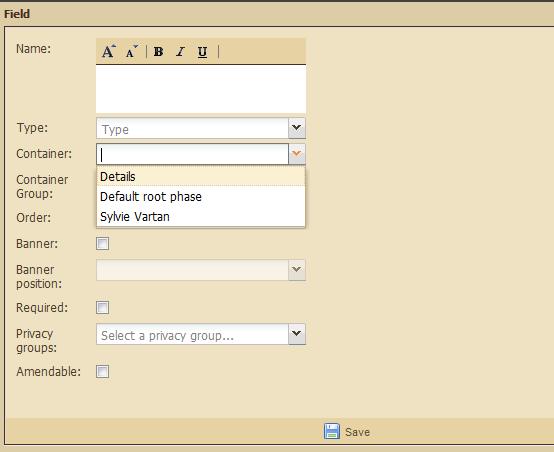 Field
Name:
A A B I U
Type: Type
Container:
Details
Container
Group:
Default root phase
Order: Sylvie Vartan
Banner:
Banner
position:
Required:
Privacy
groups:
Select a privacy group...
Amendable:
Save